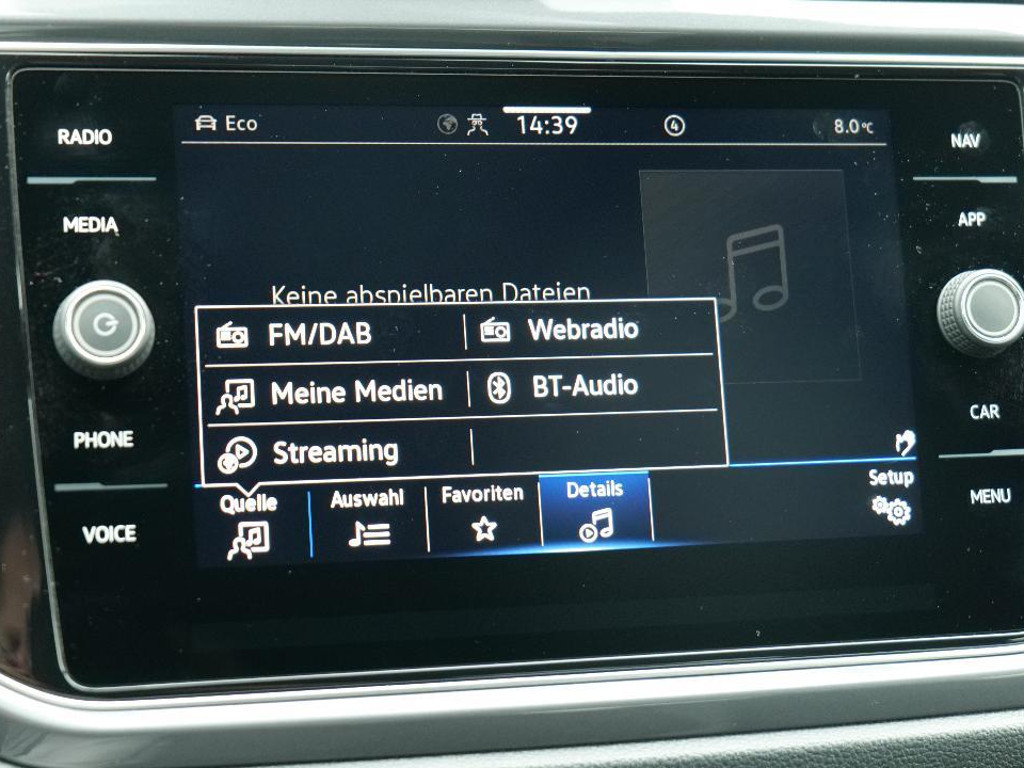 RADIO
MEDIA
PHONE
VOICE
Eco
14:39
4
8.0°C
Keine abspielbaren Dateien
FM/DAB
Webradio
Meine Medien
BT-Audio
Streaming
Quelle
Auswahl
Favoriten
Details
Setup
NAV
APP
CAR
MENU